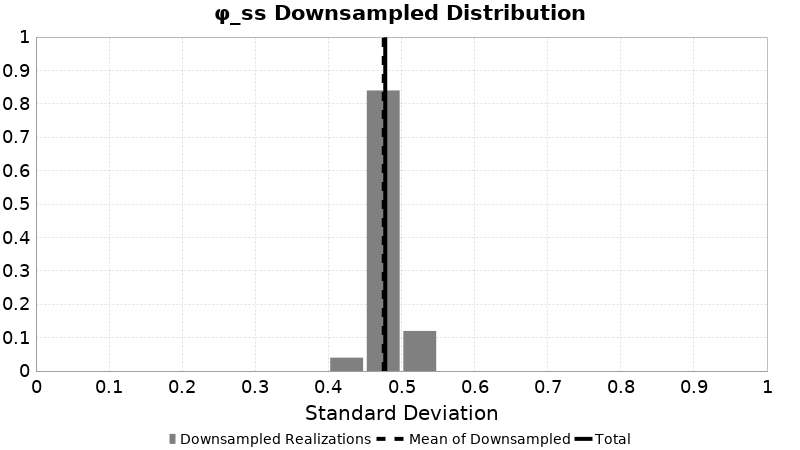 φ_ss Downsampled Distribution
1
0.9
0.8
0.7
0.6
0.5
0.4
0.3
0.2
0.1
0
0 0.1 0.2 0.3 0.4 0.5 0.6 0.7 0.8 0.9 1
Standard Deviation
Downsampled Realizations Mean of Downsampled Total